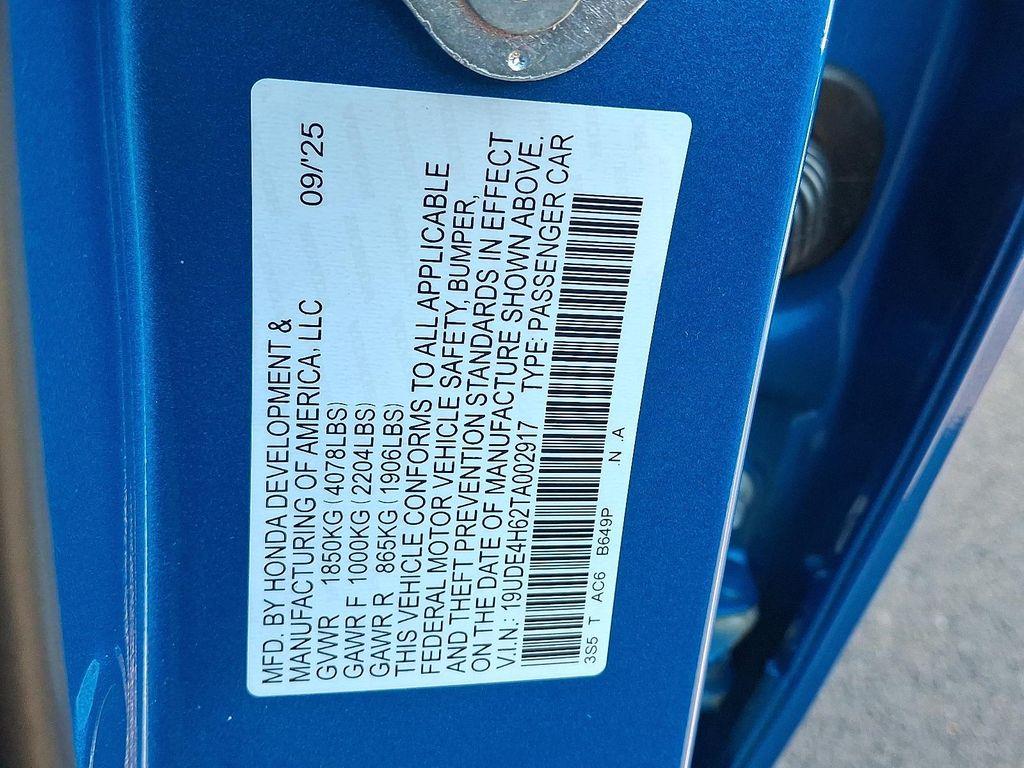 MFD. BY HONDA DEVELOPMENT &
MANUFACTURING OF AMERICA, LLC 09/'25
GVWR 1850KG (4078LBS)
GAWR F 1000KG (2204LBS)
GAWR R 865KG (1906LBS)
THIS VEHICLE CONFORMS TO ALL APPLICABLE
FEDERAL MOTOR VEHICLE SAFETY, BUMPER,
AND THEFT PREVENTION STANDARDS IN EFFECT
ON THE DATE OF MANUFACTURE SHOWN ABOVE.
V.I.N.: 19UDE4H62TA002917 TYPE: PASSENGER CAR
3S5 T AC6 B649P .N .A